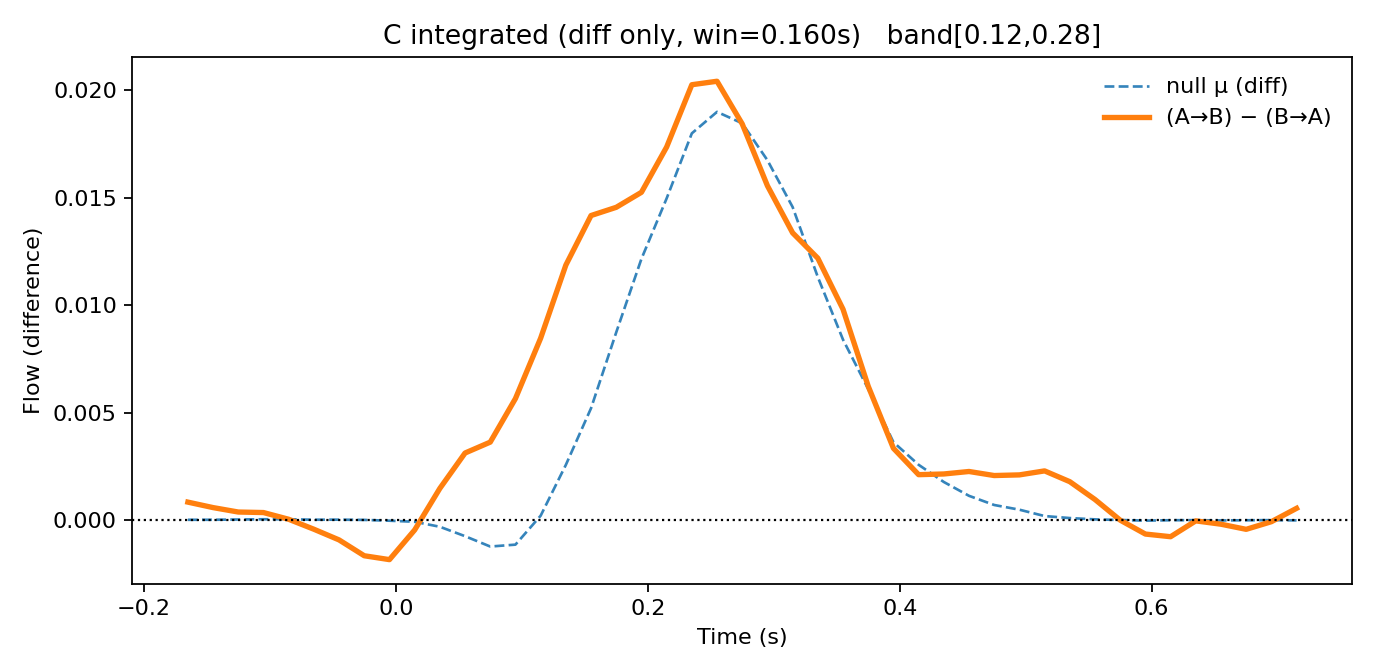 C integrated (diff only, win=0.160s)   band[0.12,0.28]
null μ (diff)
(A→B) − (B→A)
Flow (difference)
0.020
0.015
0.010
0.005
0.000
−0.2
0.0
0.2
0.4
0.6
Time (s)